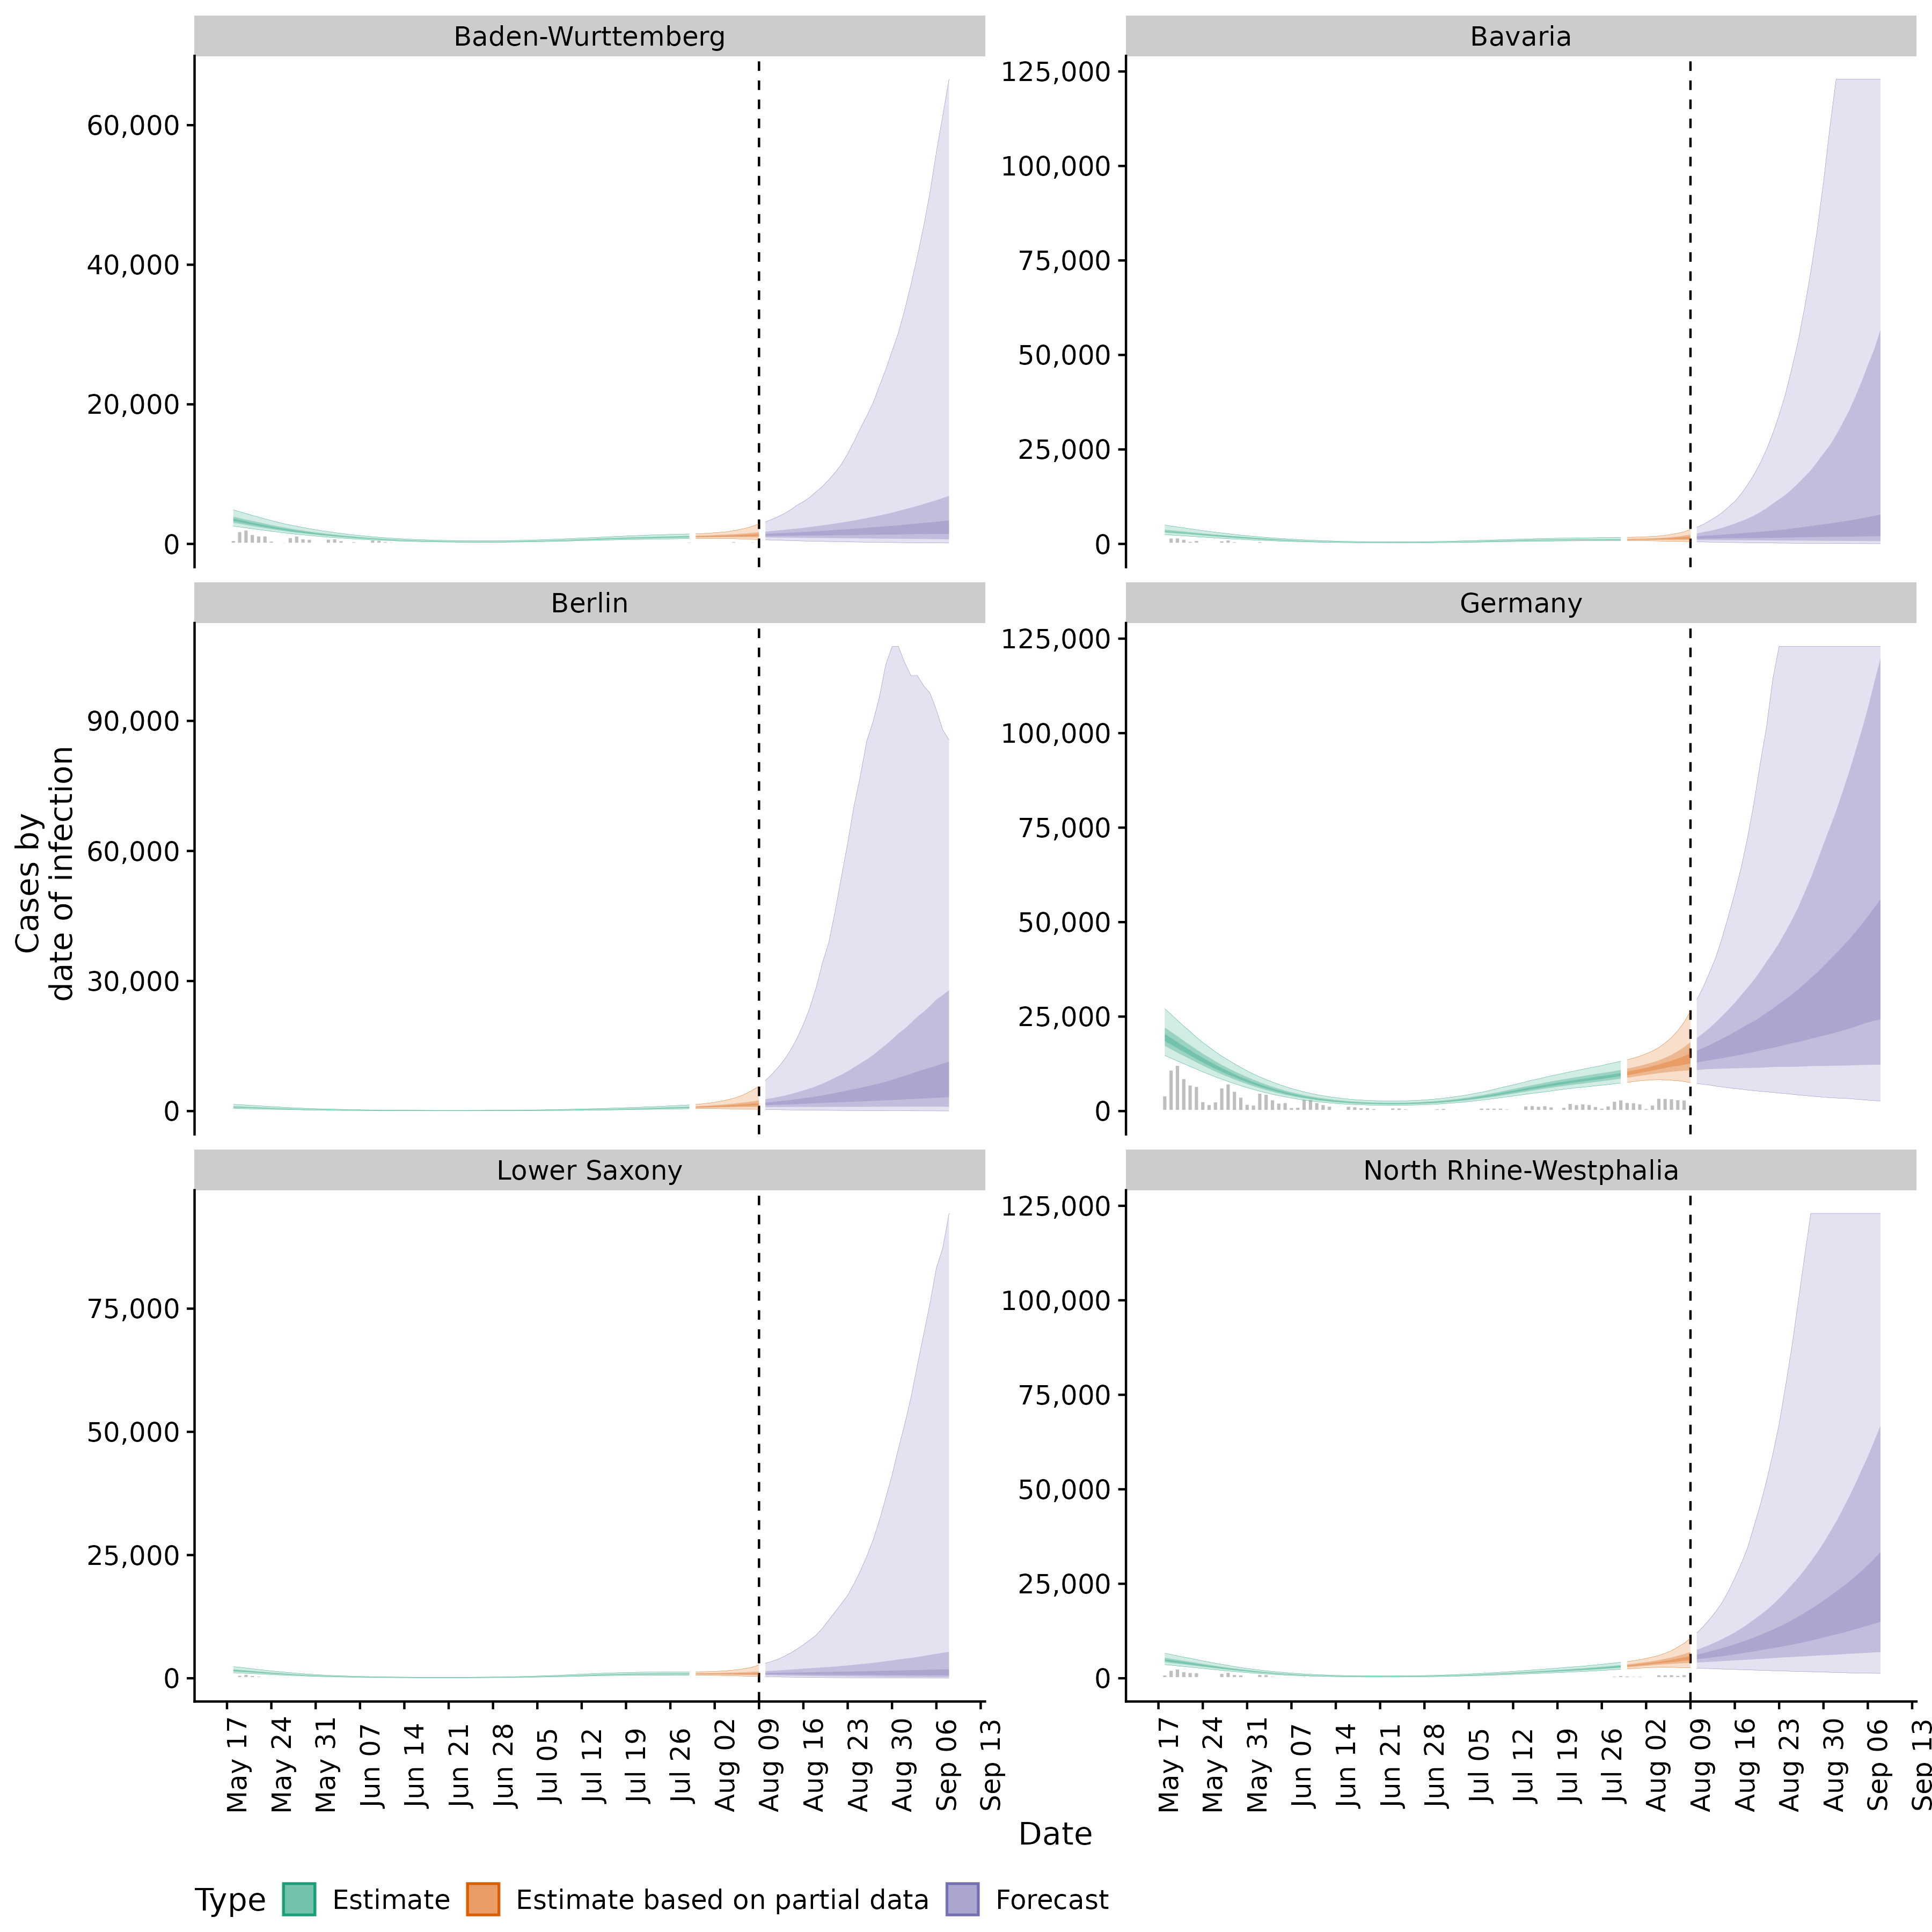 Baden-Wurttemberg
60,000
40,000
20,000
0
Bavaria
125,000
100,000
75,000
50,000
25,000
0
Berlin
90,000
60,000
30,000
0
Germany
125,000
100,000
75,000
50,000
25,000
0
Lower Saxony
75,000
50,000
25,000
0
North Rhine-Westphalia
125,000
100,000
75,000
50,000
25,000
0
Cases by
date of infection
May 17
May 24
May 31
Jun 07
Jun 14
Jun 21
Jun 28
Jul 05
Jul 12
Jul 19
Jul 26
Aug 02
Aug 09
Aug 16
Aug 23
Aug 30
Sep 06
Sep 13
May 17
May 24
May 31
Jun 07
Jun 14
Jun 21
Jun 28
Jul 05
Jul 12
Jul 19
Jul 26
Aug 02
Aug 09
Aug 16
Aug 23
Aug 30
Sep 06
Sep 13
Date
Type Estimate Estimate based on partial data Forecast